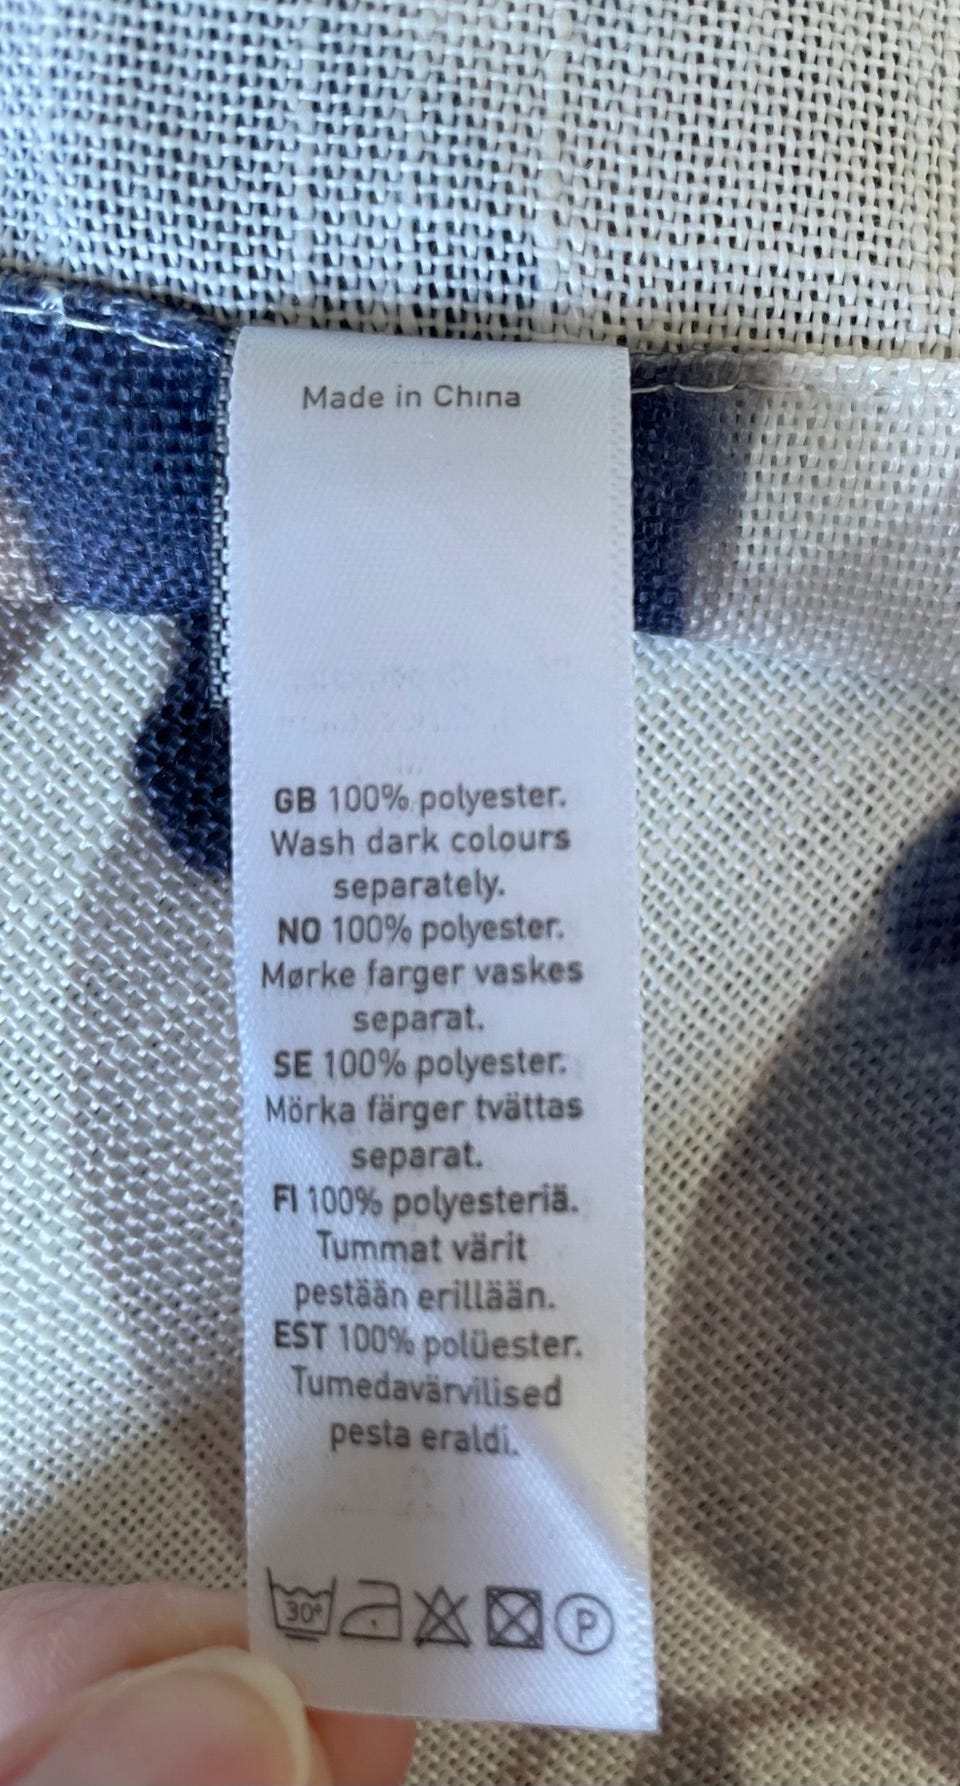 Made in China
GB 100% polyester.
Wash dark colours
separately.
NO 100% polyester.
Mørke farger vaskes
separat.
SE 100% polyester.
Mörka färger tvättas
separat.
FI 100% polyesteriä.
Tummat värit
pestään erillään.
EST 100% polüester.
Tumedavärvilised
pesta eraldi.
30° P